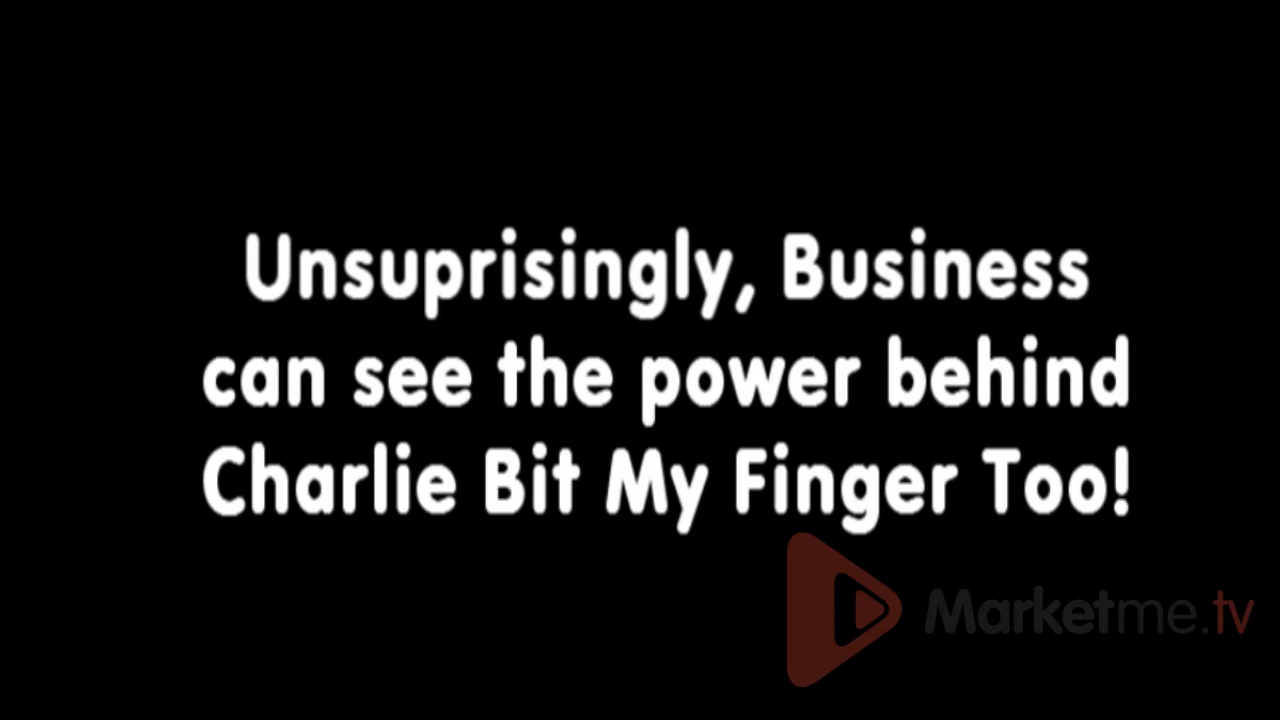 Unsuprisingly, Business
can see the power behind
Charlie Bit My Finger Too!
Marketme.tv